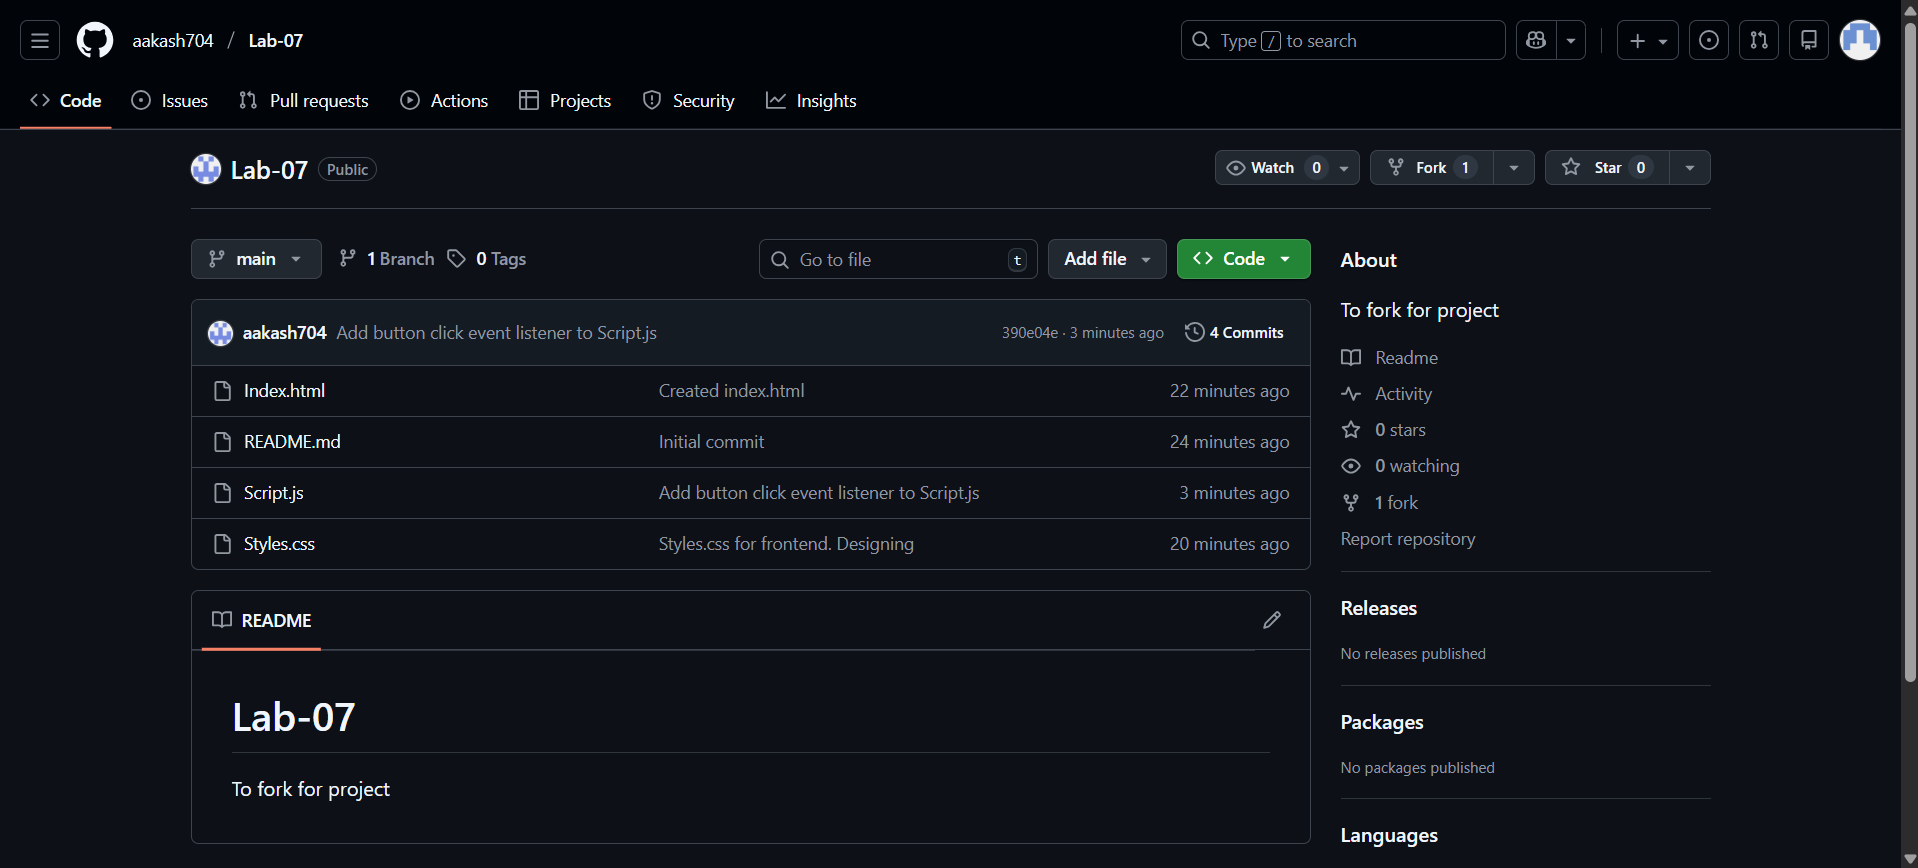 aakash704 / Lab-07
Type / to search
Code Issues Pull requests Actions Projects Security Insights
Lab-07 Public
Watch 0 Fork 1 Star 0
main 1 Branch 0 Tags
Go to file t Add file Code
aakash704 Add button click event listener to Script.js 390e04e · 3 minutes ago 4 Commits
Index.html Created index.html 22 minutes ago
README.md Initial commit 24 minutes ago
Script.js Add button click event listener to Script.js 3 minutes ago
Styles.css Styles.css for frontend. Designing 20 minutes ago
README
Lab-07
To fork for project
About
To fork for project
Readme
Activity
0 stars
0 watching
1 fork
Report repository
Releases
No releases published
Packages
No packages published
Languages